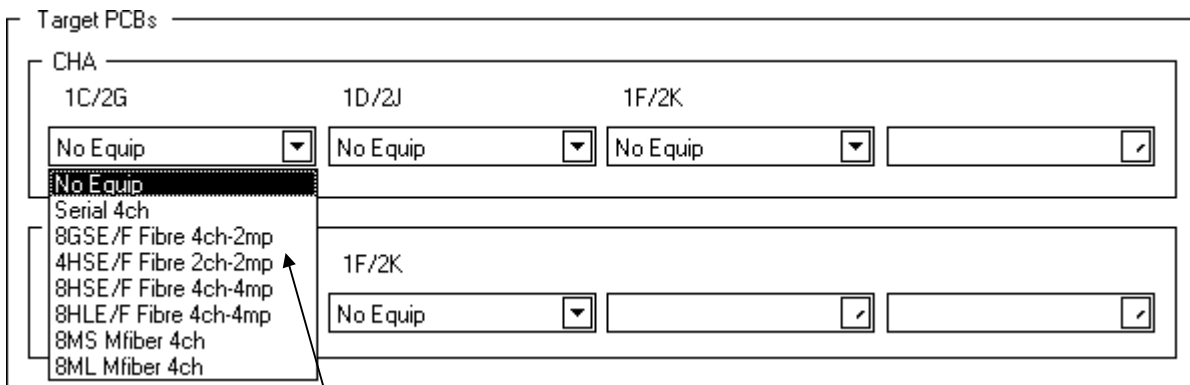 Target PCBs
CHA
1C/2G 1D/2J 1F/2K
No Equip No Equip No Equip
No Equip
Serial 4ch
8GSE/F Fibre 4ch-2mp
4HSE/F Fibre 2ch-2mp 1F/2K
8HSE/F Fibre 4ch-4mp
8HLE/F Fibre 4ch-4mp No Equip
8MS Mfiber 4ch
8ML Mfiber 4ch